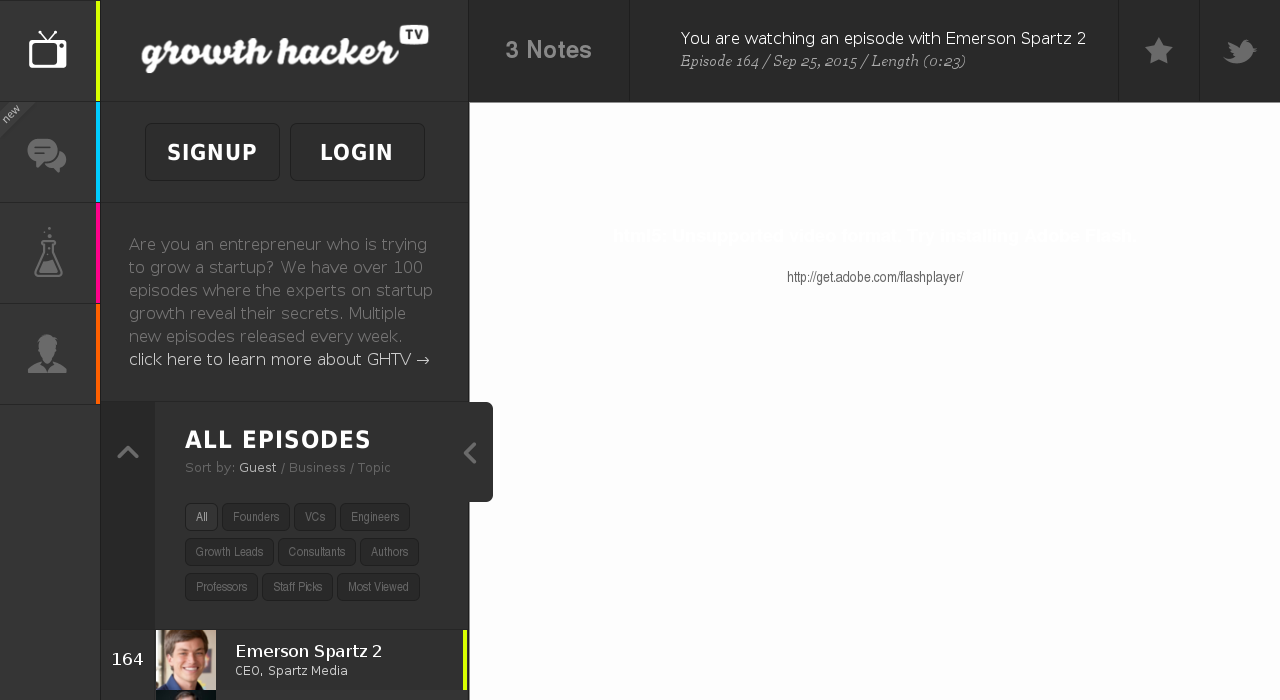 growth hacker TV
3 Notes
You are watching an episode with Emerson Spartz 2
Episode 164 / Sep 25, 2015 / Length (0:23)
new
SIGNUP
LOGIN
Are you an entrepreneur who is trying
to grow a startup? We have over 100
episodes where the experts on startup
growth reveal their secrets. Multiple
new episodes released every week.
click here to learn more about GHTV →
http://get.adobe.com/flashplayer/
ALL EPISODES
Sort by: Guest / Business / Topic
All Founders VCs Engineers
Growth Leads Consultants Authors
Professors Staff Picks Most Viewed
164
Emerson Spartz 2
CEO, Spartz Media